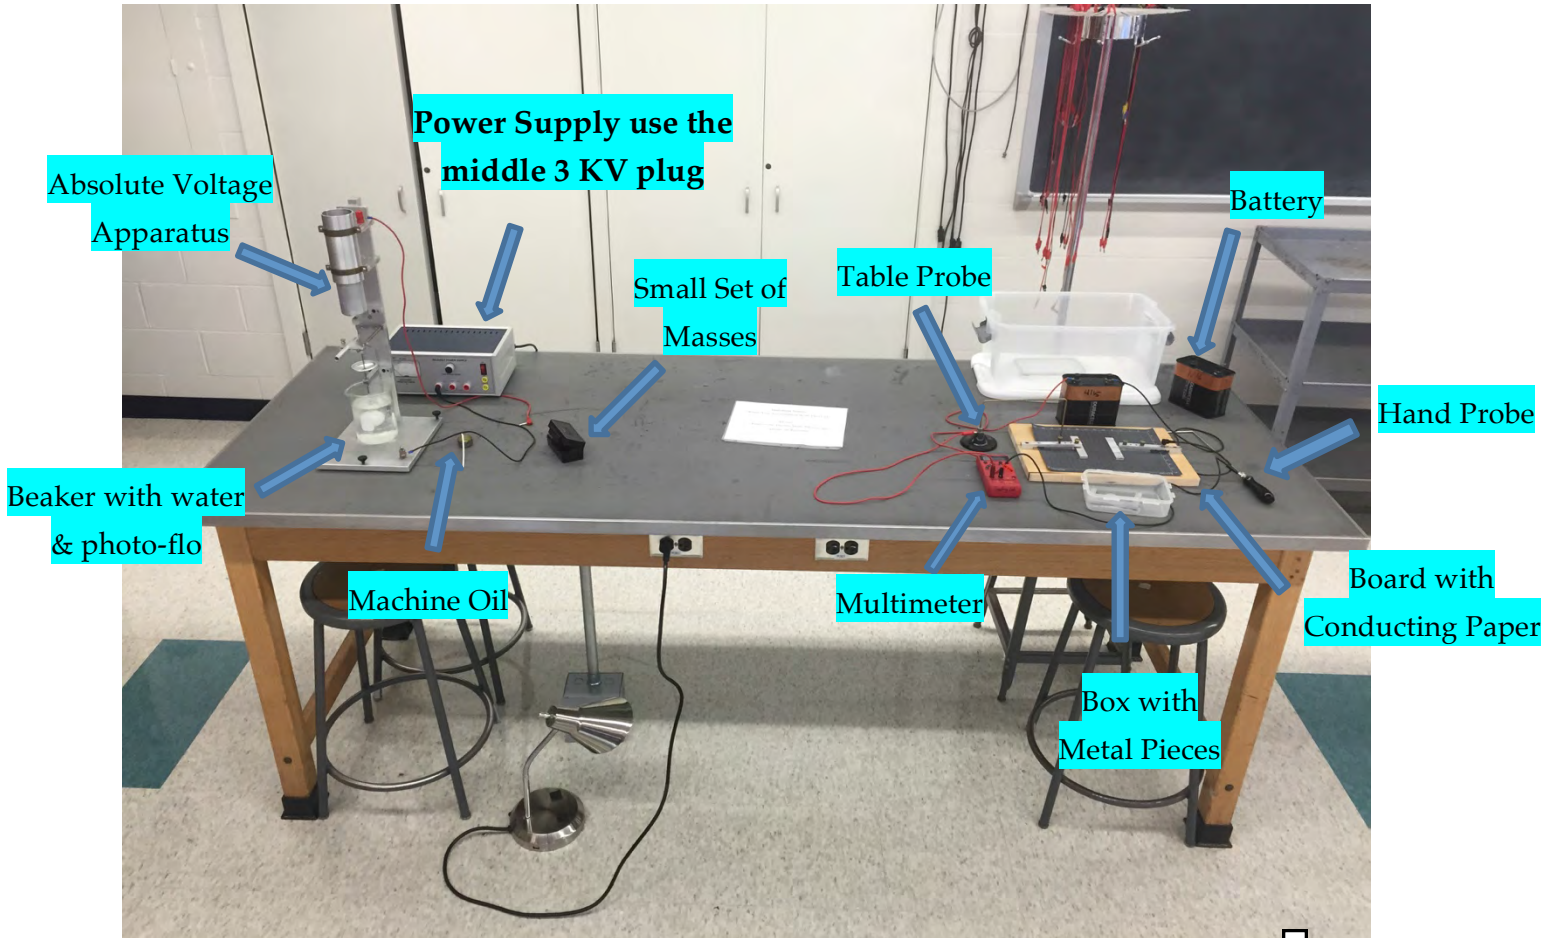 Power Supply use the
middle 3 KV plug
Absolute Voltage
Apparatus
Battery
Table Probe
Small Set of
Masses
Hand Probe
Beaker with water
& photo-flo
Machine Oil
Multimeter
Board with
Conducting Paper
Box with
Metal Pieces